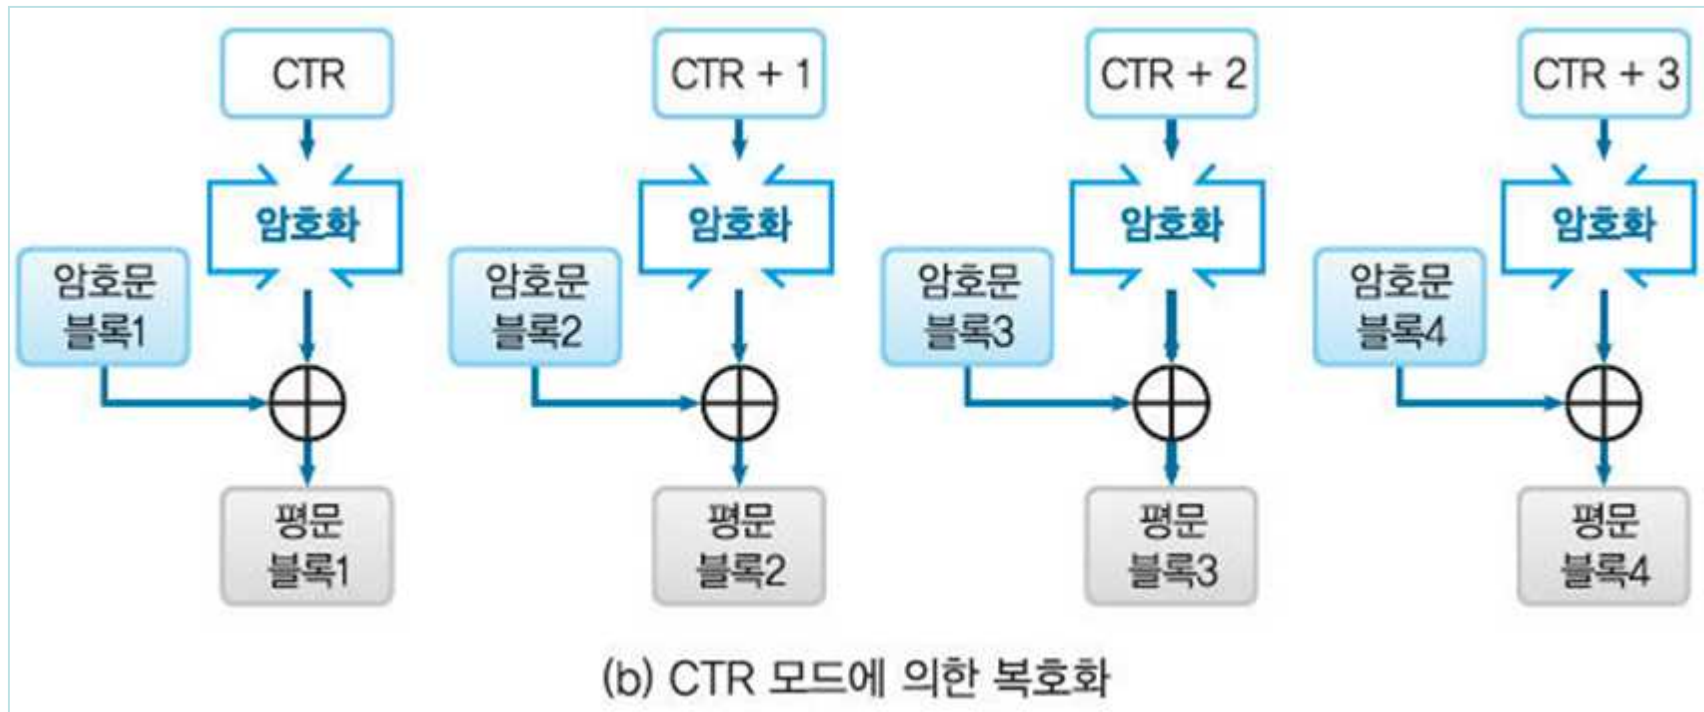 CTR
CTR + 1
CTR + 2
CTR + 3
암호화
암호화
암호화
암호화
암호문
블록1
암호문
블록2
암호문
블록3
암호문
블록4
평문
블록1
평문
블록2
평문
블록3
평문
블록4
(b) CTR 모드에 의한 복호화